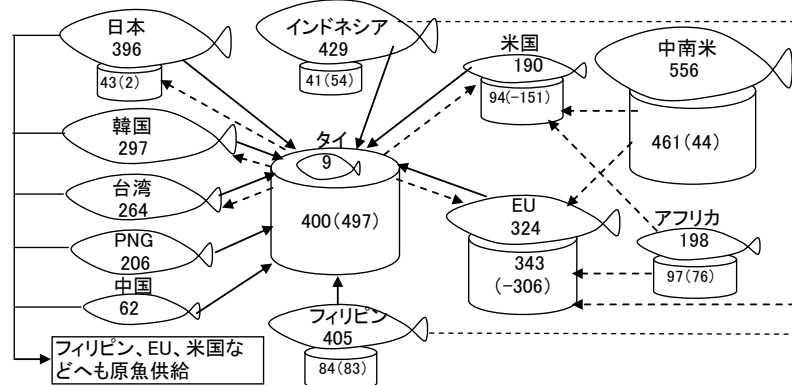 日本
396
43(2)
インドネシア
429
41(54)
米国
190
94(-151)
中南米
556
461(44)
韓国
297
タイ
9
400(497)
台湾
264
EU
324
343
(-306)
アフリカ
198
97(76)
PNG
206
中国
62
フィリピン
405
84(83)
フィリピン、EU、米国な
どへも原魚供給